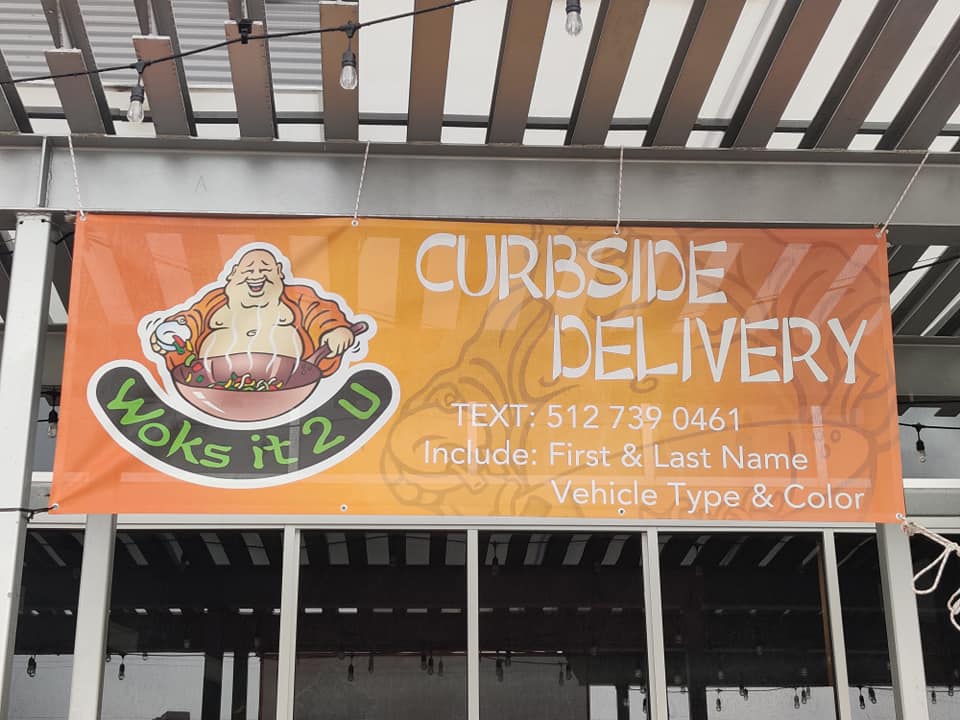 Woks it 2 U
CURBSIDE
DELIVERY
TEXT: 512 739 0461
Include: First & Last Name
Vehicle Type & Color